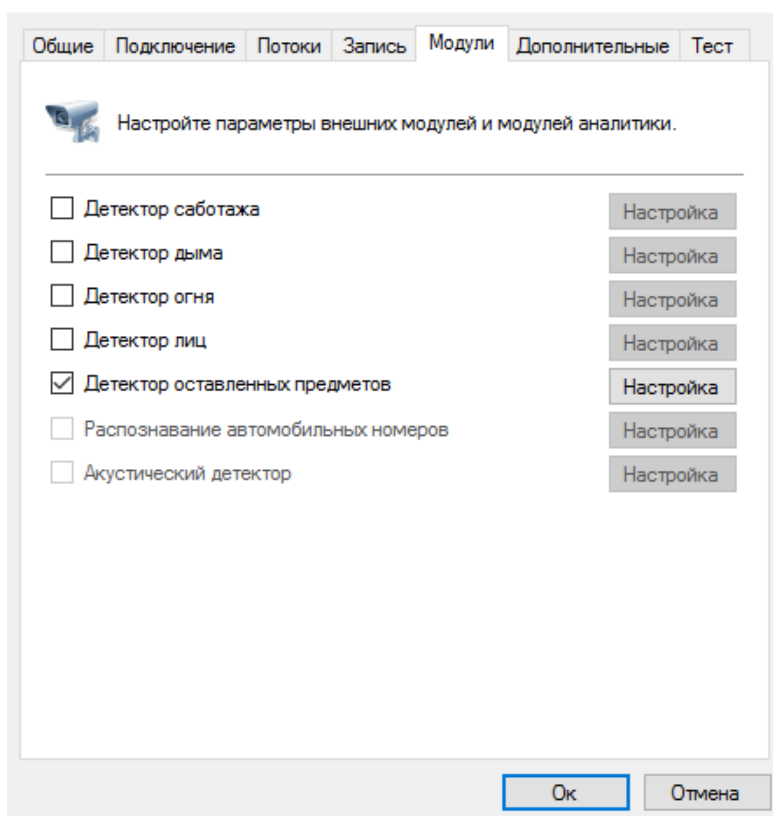 Общие Подключение Потоки Запись Модули Дополнительные Тест
Настройте параметры внешних модулей и модулей аналитики.
Детектор саботажа Настройка
Детектор дыма Настройка
Детектор огня Настройка
Детектор лиц Настройка
Детектор оставленных предметов Настройка
Распознавание автомобильных номеров Настройка
Акустический детектор Настройка
Ок Отмена